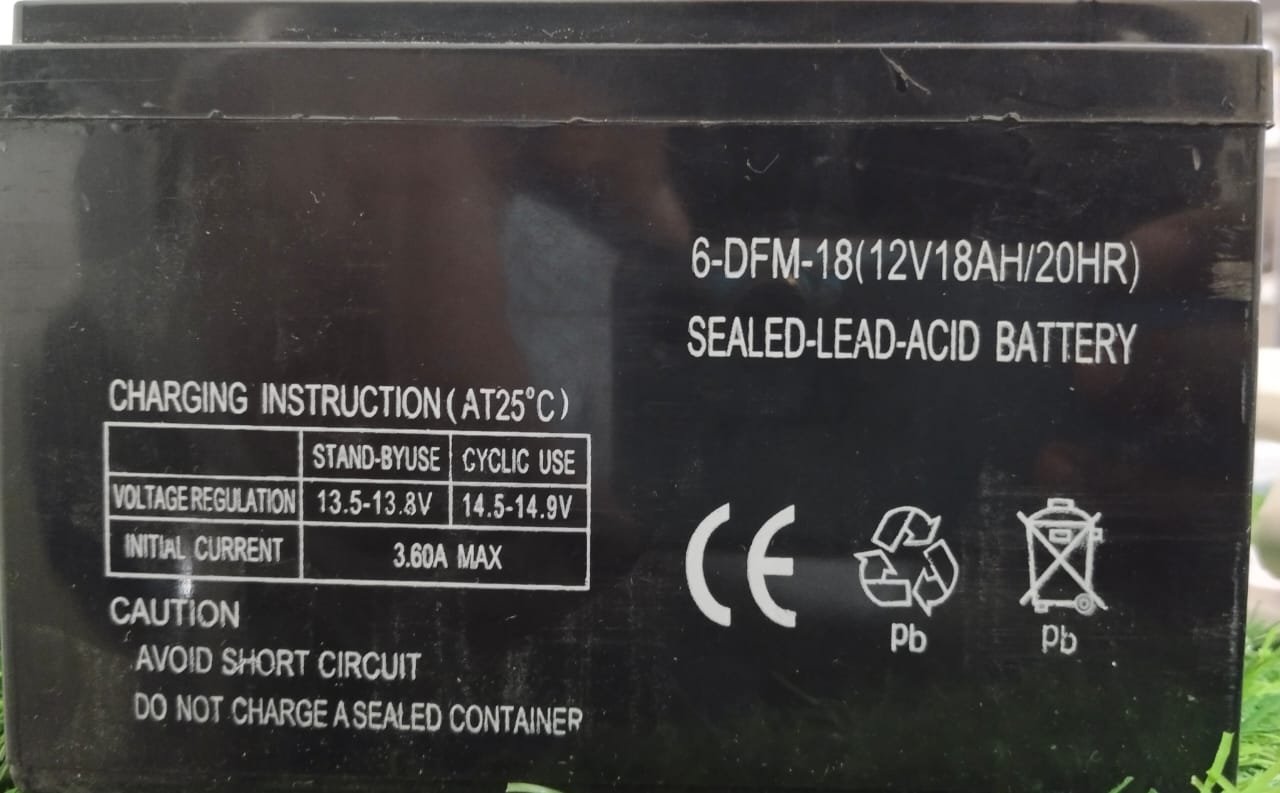 6-DFM-18(12V18AH/20HR)
SEALED-LEAD-ACID BATTERY
CHARGING INSTRUCTION(AT25°C)
STAND-BYUSE CYCLIC USE
VOLTAGE REGULATION 13.5-13.8V 14.5-14.9V
INITIAL CURRENT 3.60A MAX
CAUTION
AVOID SHORT CIRCUIT
DO NOT CHARGE A SEALED CONTAINER
CE
Pb Pb